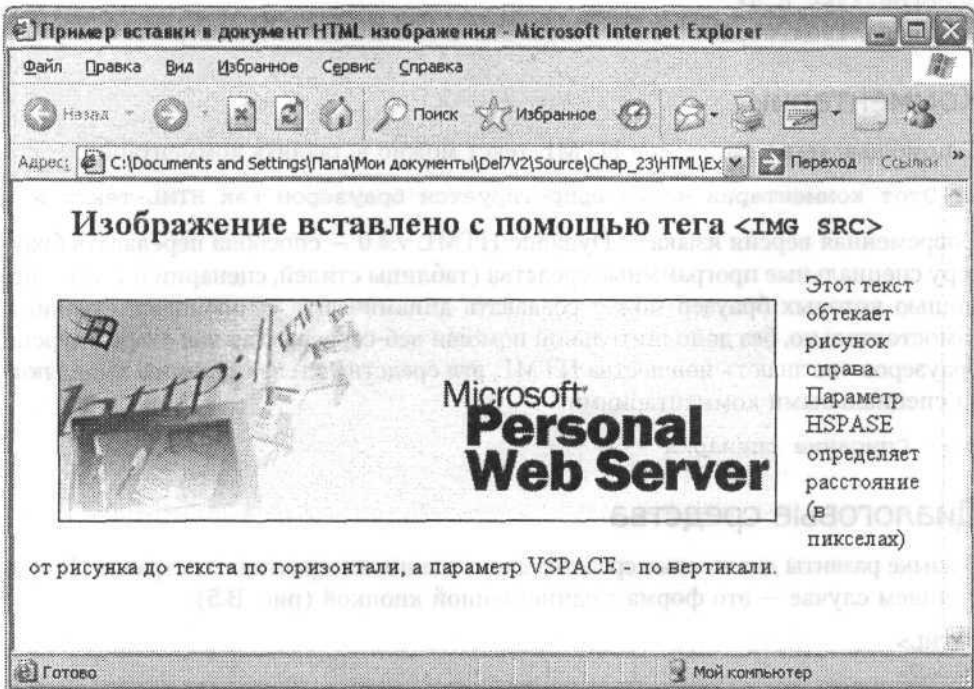 Пример вставки в документ HTML изображения - Microsoft Internet Explorer
Файл Правка Вид Избранное Сервис Справка
Назад Поиск Избранное
Адрес: C:\Documents and Settings\Папа\Мои документы\Del7V2\Source\Chap_23\HTML\Ex Переход Ссылки »
Изображение вставлено с помощью тега <IMG SRC>
Microsoft
Personal
Web Server
Этот текст
обтекает
рисунок
справа.
Параметр
HSPASE
определяет
расстояние
(в
пикселах)
от рисунка до текста по горизонтали, а параметр VSPACE - по вертикали.
Готово Мой компьютер